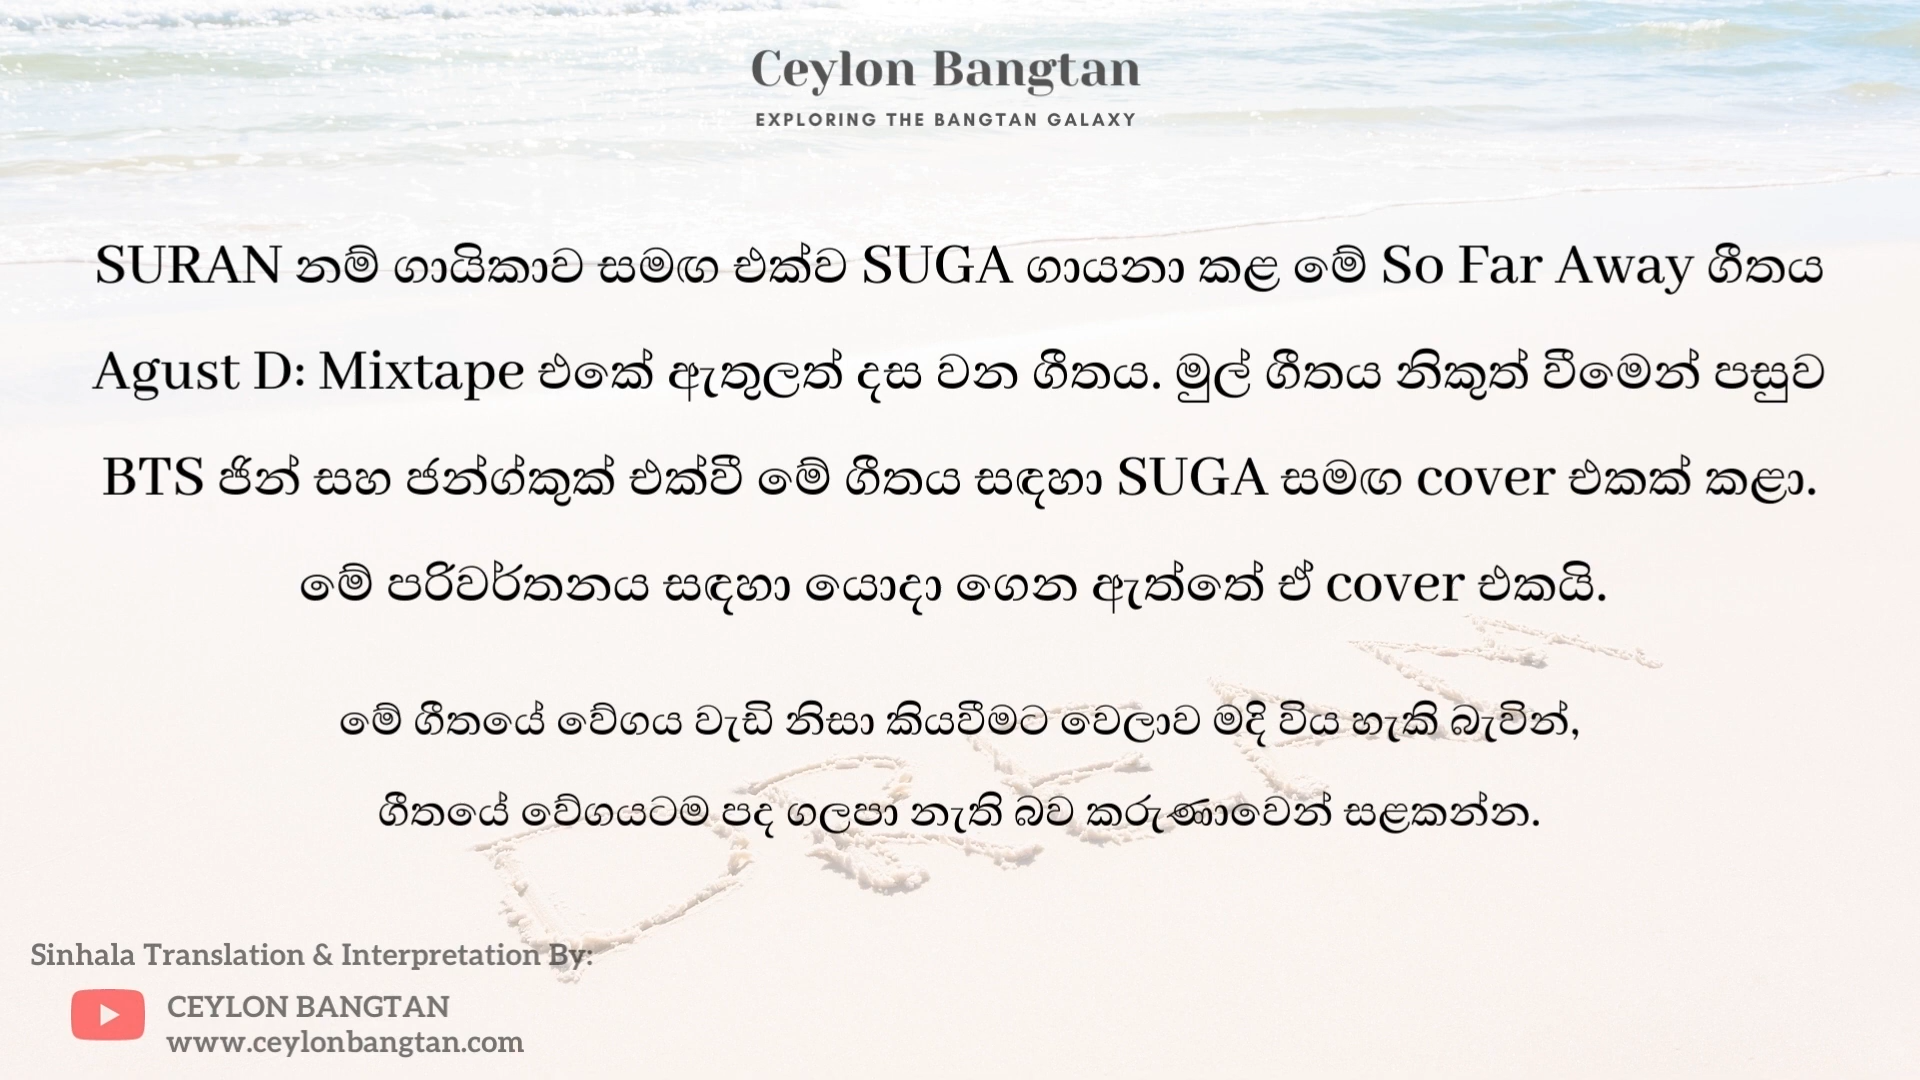 Ceylon Bangtan
EXPLORING THE BANGTAN GALAXY
SURAN නම් ගායිකාව සමඟ එක්ව SUGA ගායනා කළ මේ So Far Away ගීතය
Agust D: Mixtape එකේ ඇතුලත් දස වන ගීතය. මුල් ගීතය නිකුත් වීමෙන් පසුව
BTS ජින් සහ ජන්ග්කුක් එක්වී මේ ගීතය සඳහා SUGA සමඟ cover එකක් කළා.
මේ පරිවර්තනය සඳහා යොදා ගෙන ඇත්තේ ඒ cover එකයි.
මේ ගීතයේ වේගය වැඩි නිසා කියවීමට වෙලාව මදි විය හැකි බැවින්,
ගීතයේ වේගයටම පද ගලපා නැති බව කරුණාවෙන් සළකන්න.
DREAM
Sinhala Translation & Interpretation By:
CEYLON BANGTAN
www.ceylonbangtan.com